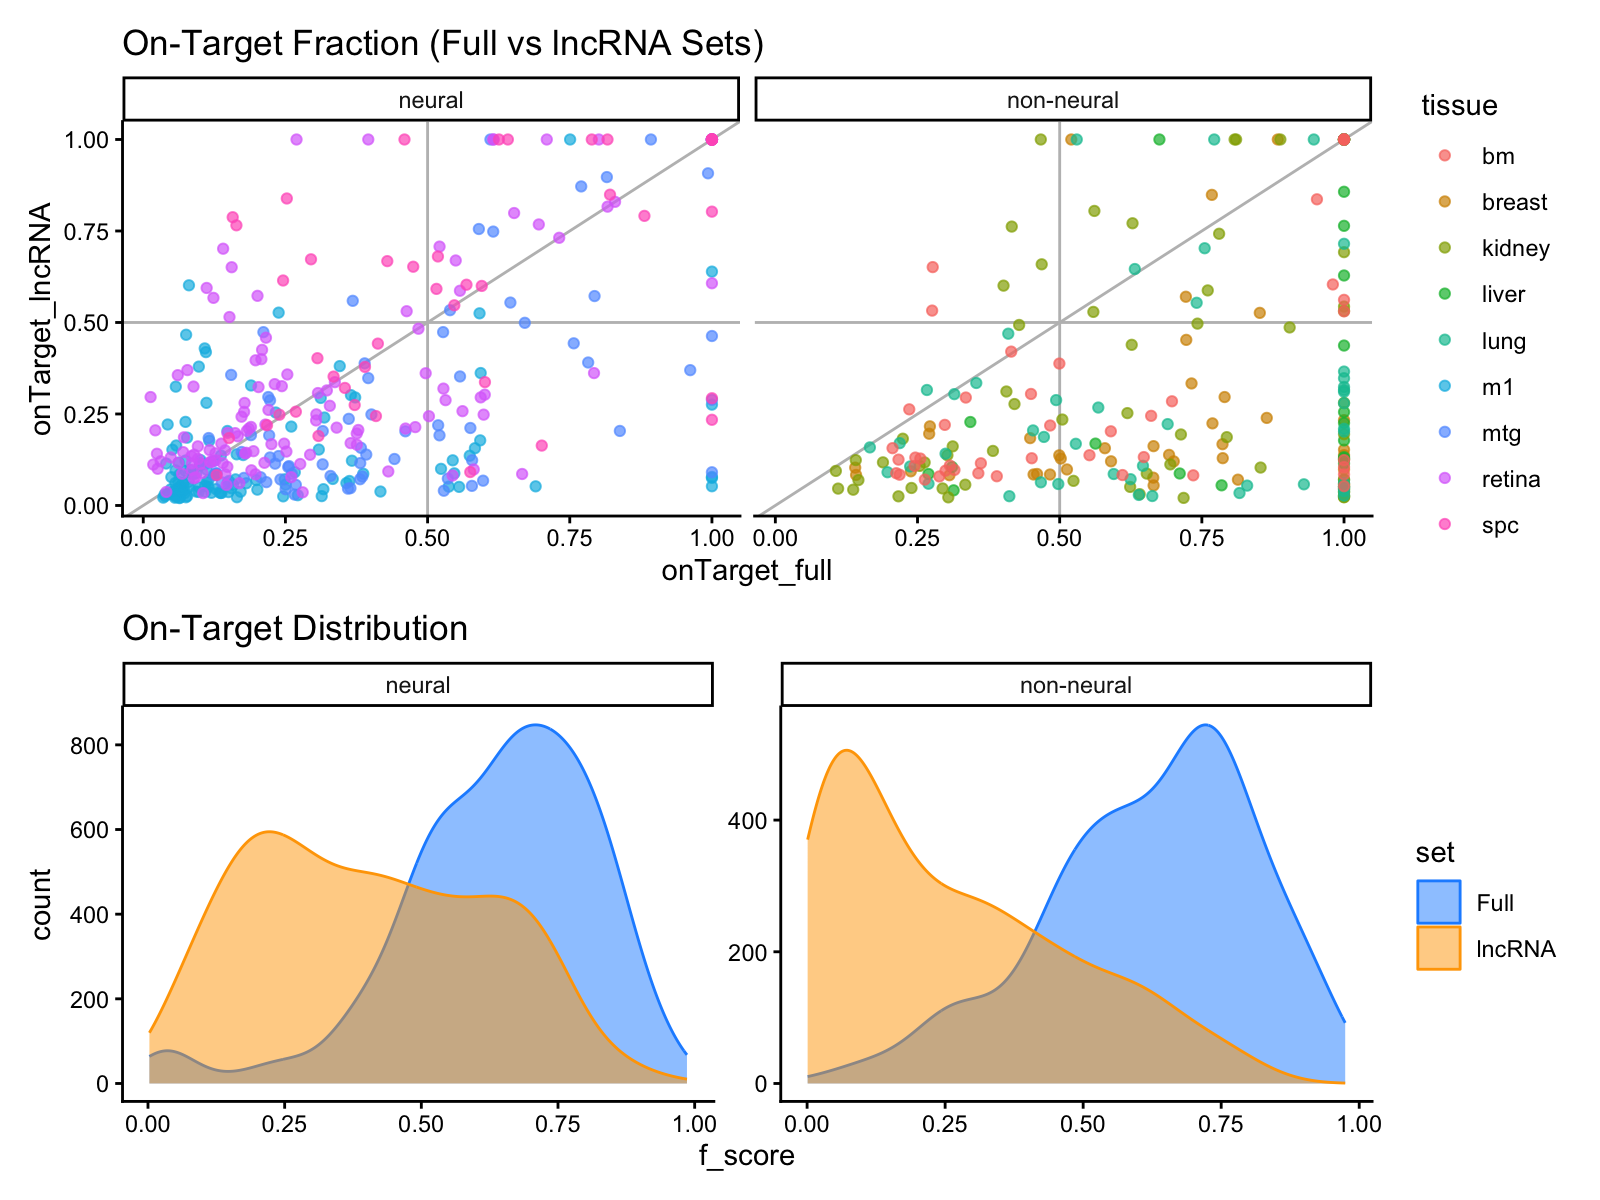 On-Target Fraction (Full vs lncRNA Sets)
neural
non-neural
tissue
1.00
0.75
0.50
0.25
0.00
onTarget_lncRNA
0.00 0.25 0.50 0.75 1.00
0.00 0.25 0.50 0.75 1.00
onTarget_full
bm
breast
kidney
liver
lung
m1
mtg
retina
spc
On-Target Distribution
neural
non-neural
800
600
400
200
0
count
400
200
0
0.00 0.25 0.50 0.75 1.00
0.00 0.25 0.50 0.75 1.00
f_score
set
Full
lncRNA